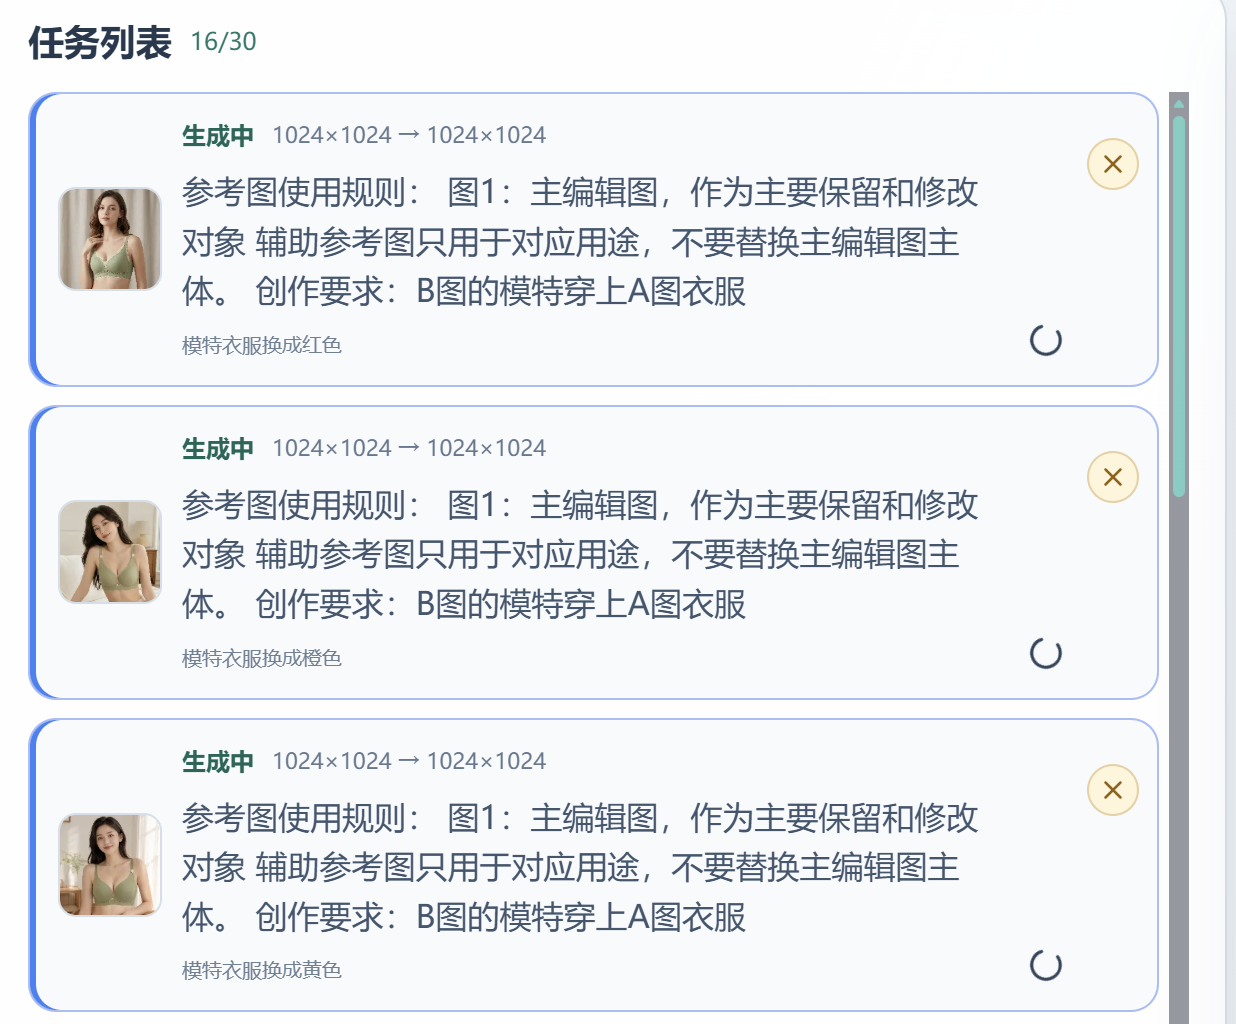 任务列表 16/30
生成中 1024×1024 → 1024×1024
参考图使用规则： 图1：主编辑图，作为主要保留和修改
对象 辅助参考图只用于对应用途，不要替换主编辑图主
体。 创作要求：B图的模特穿上A图衣服
模特衣服换成红色
生成中 1024×1024 → 1024×1024
参考图使用规则： 图1：主编辑图，作为主要保留和修改
对象 辅助参考图只用于对应用途，不要替换主编辑图主
体。 创作要求：B图的模特穿上A图衣服
模特衣服换成橙色
生成中 1024×1024 → 1024×1024
参考图使用规则： 图1：主编辑图，作为主要保留和修改
对象 辅助参考图只用于对应用途，不要替换主编辑图主
体。 创作要求：B图的模特穿上A图衣服
模特衣服换成黄色